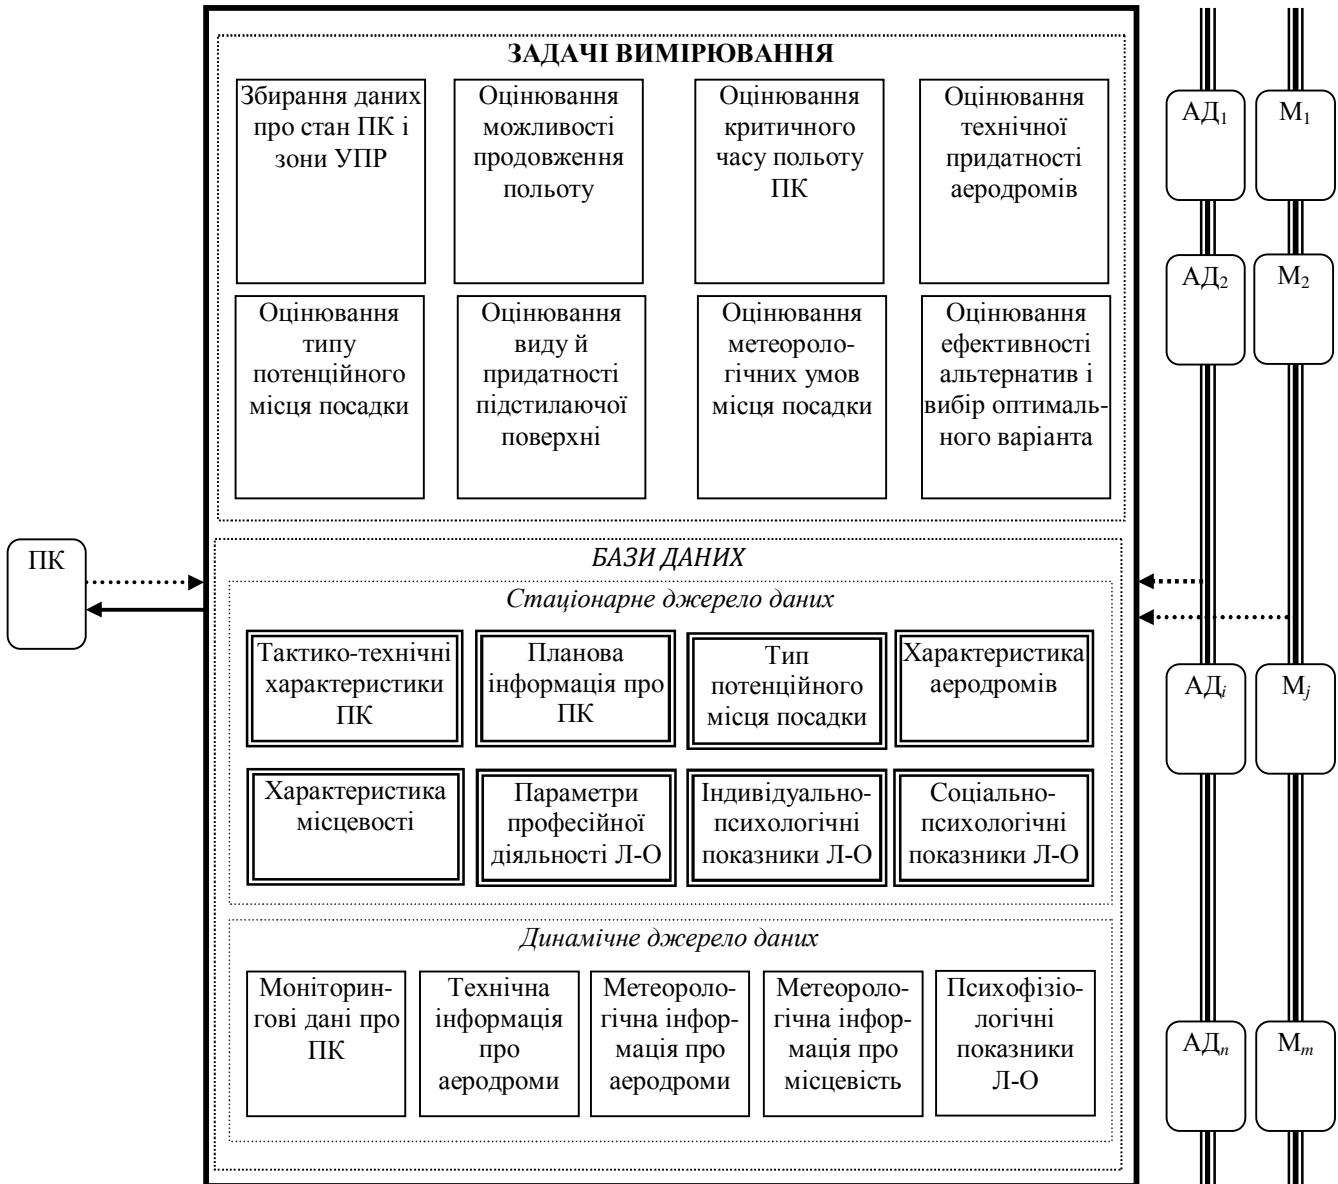 ЗАДАЧІ ВИМІРЮВАННЯ
Збирання даних
про стан ПК і
зони УПР
Оцінювання
можливості
продовження
польоту
Оцінювання
критичного
часу польоту
ПК
Оцінювання
технічної
придатності
аеродромів
Оцінювання
типу
потенційного
місця посадки
Оцінювання
виду й
придатності
підстилаючої
поверхні
Оцінювання
метеороло-
гічних умов
місця посадки
Оцінювання
ефективності
альтернатив і
вибір оптималь-
ного варіанта
ПК
БАЗИ ДАНИХ
Стаціонарне джерело даних
Тактико-технічні
характеристики
ПК
Планова
інформація про
ПК
Тип
потенційного
місця посадки
Характеристика
аеродромів
Характеристика
місцевості
Параметри
професійної
діяльності Л-О
Індивідуально-
психологічні
показники Л-О
Соціально-
психологічні
показники Л-О
Динамічне джерело даних
Моніторин-
гові дані про
ПК
Технічна
інформація
про
аеродроми
Метеороло-
гічна інфор-
мація про
аеродроми
Метеороло-
гічна інфор-
мація про
місцевість
Психофізіо-
логічні
показники
Л-О
АД₁
М₁
АД₂
М₂
АДᵢ
Мⱼ
АДₙ
Мₘ